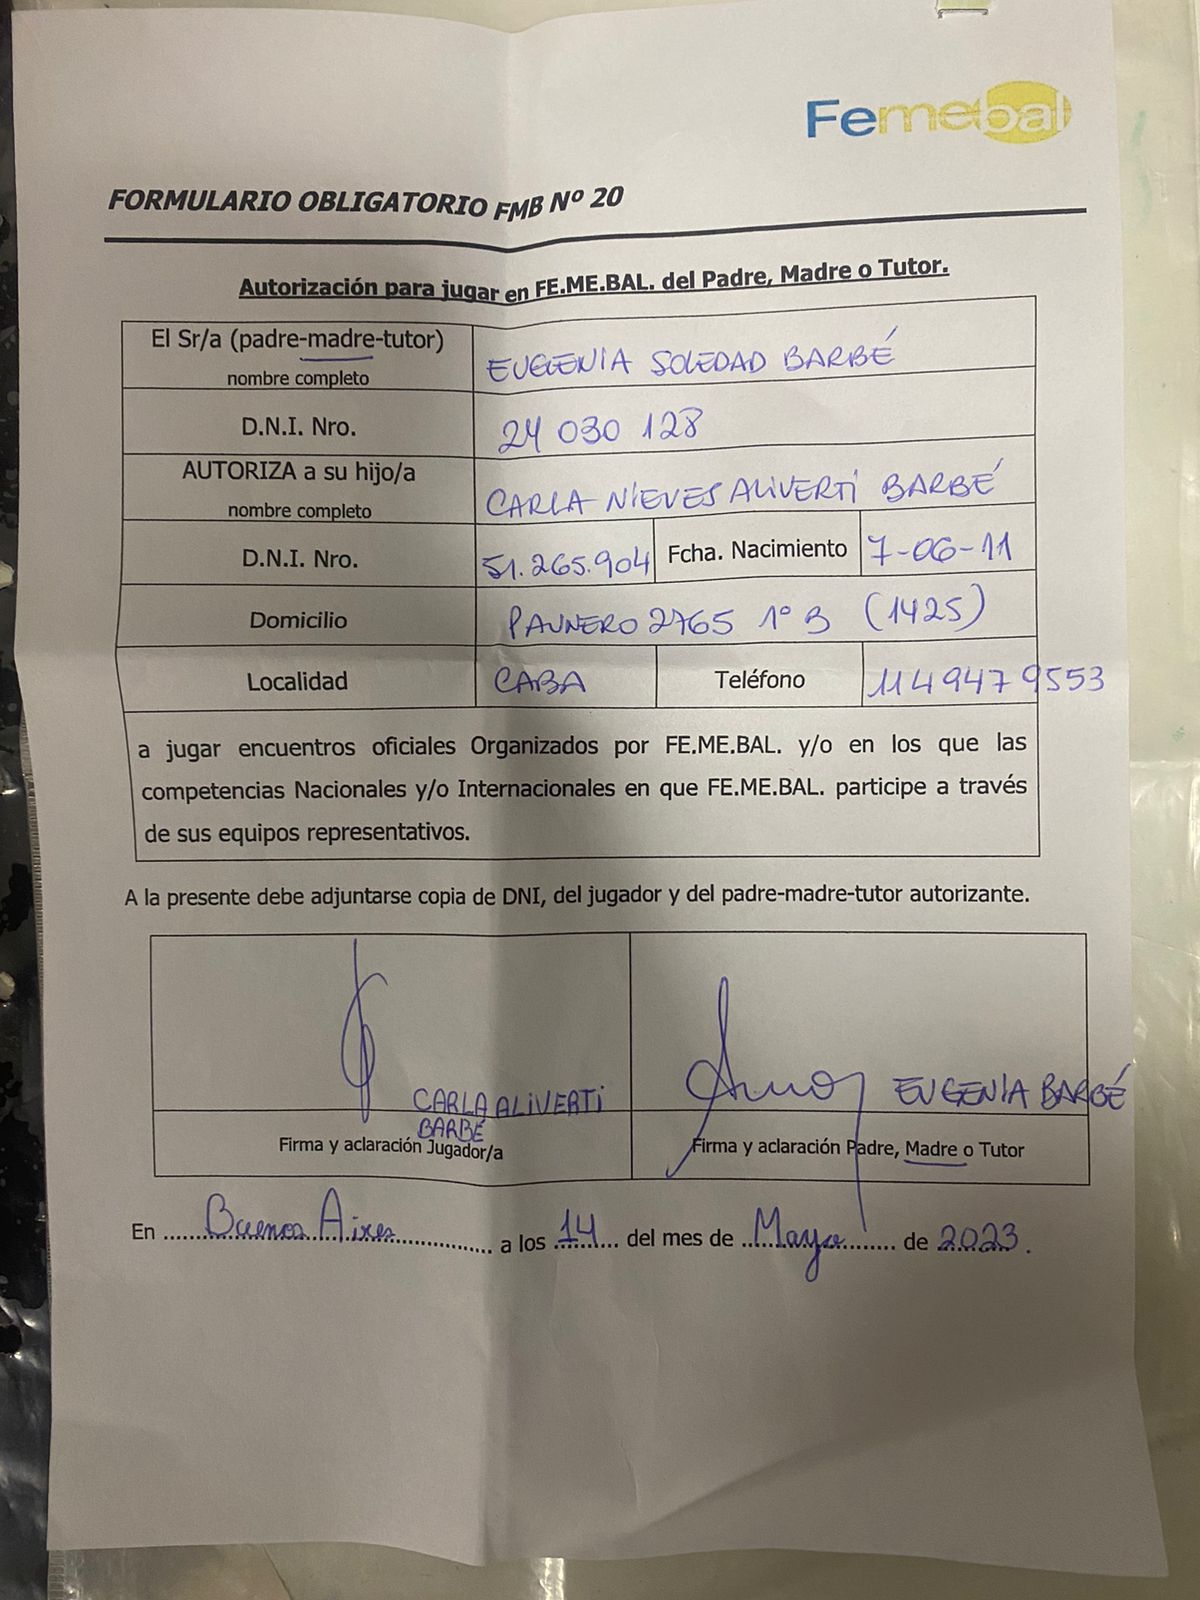 Femebal
FORMULARIO OBLIGATORIO FMB Nº 20
Autorización para jugar en FE.ME.BAL. del Padre, Madre o Tutor.
El Sr/a (padre-madre-tutor)
nombre completo
EUGENIA SOLEDAD BARBÉ
D.N.I. Nro.
24 030 128
AUTORIZA a su hijo/a
nombre completo
CARLA NIEVES ALIVERTI BARBÉ
D.N.I. Nro.
51.265.904
Fcha. Nacimiento
7-06-11
Domicilio
PAUNERO 2765 1º B (1425)
Localidad
CABA
Teléfono
11 4947 9553
a jugar encuentros oficiales Organizados por FE.ME.BAL. y/o en los que las
competencias Nacionales y/o Internacionales en que FE.ME.BAL. participe a través
de sus equipos representativos.
A la presente debe adjuntarse copia de DNI, del jugador y del padre-madre-tutor autorizante.
CARLA ALIVERTI
BARBÉ
Firma y aclaración Jugador/a
EUGENIA BARBÉ
Firma y aclaración Padre, Madre o Tutor
En Buenos Aires a los 14 del mes de Mayo de 2023.